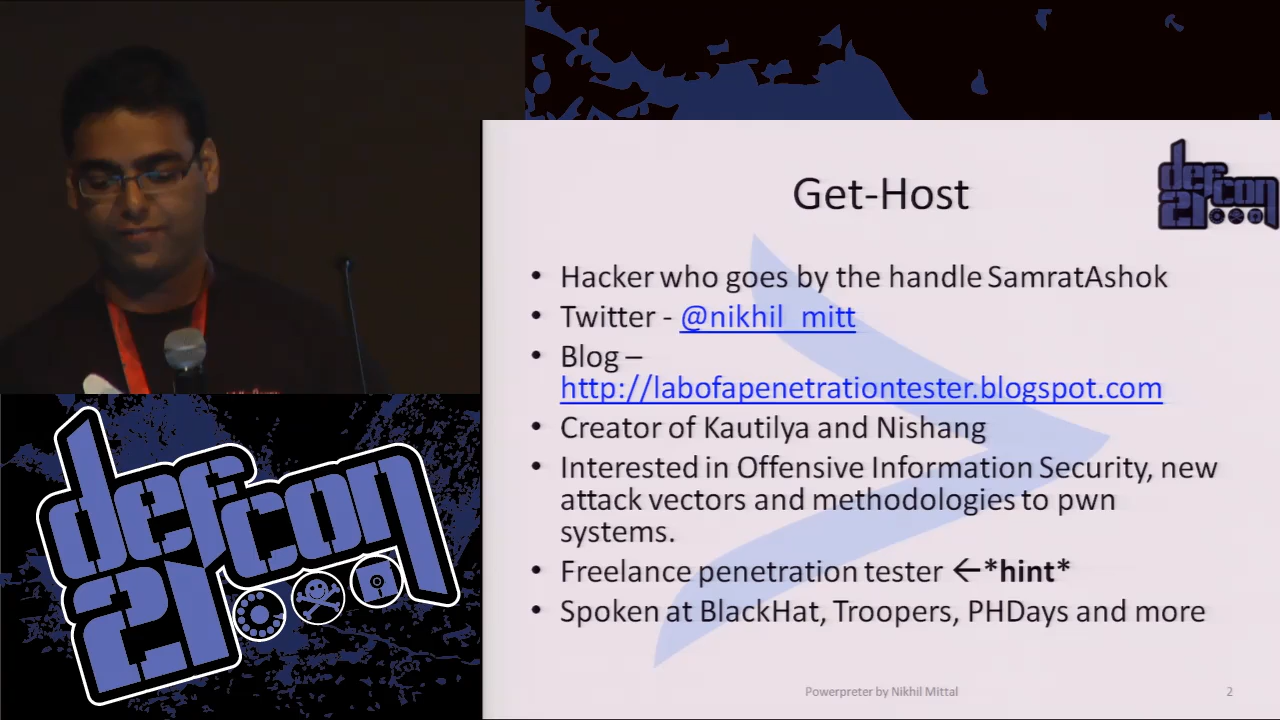 Get-Host
defcon
21
• Hacker who goes by the handle SamratAshok
• Twitter - @nikhil_mitt
• Blog –
http://labofapenetrationtester.blogspot.com
• Creator of Kautilya and Nishang
• Interested in Offensive Information Security, new
attack vectors and methodologies to pwn
systems.
• Freelance penetration tester ←*hint*
• Spoken at BlackHat, Troopers, PHDays and more
Powerpreter by Nikhil Mittal
2
defcon
21